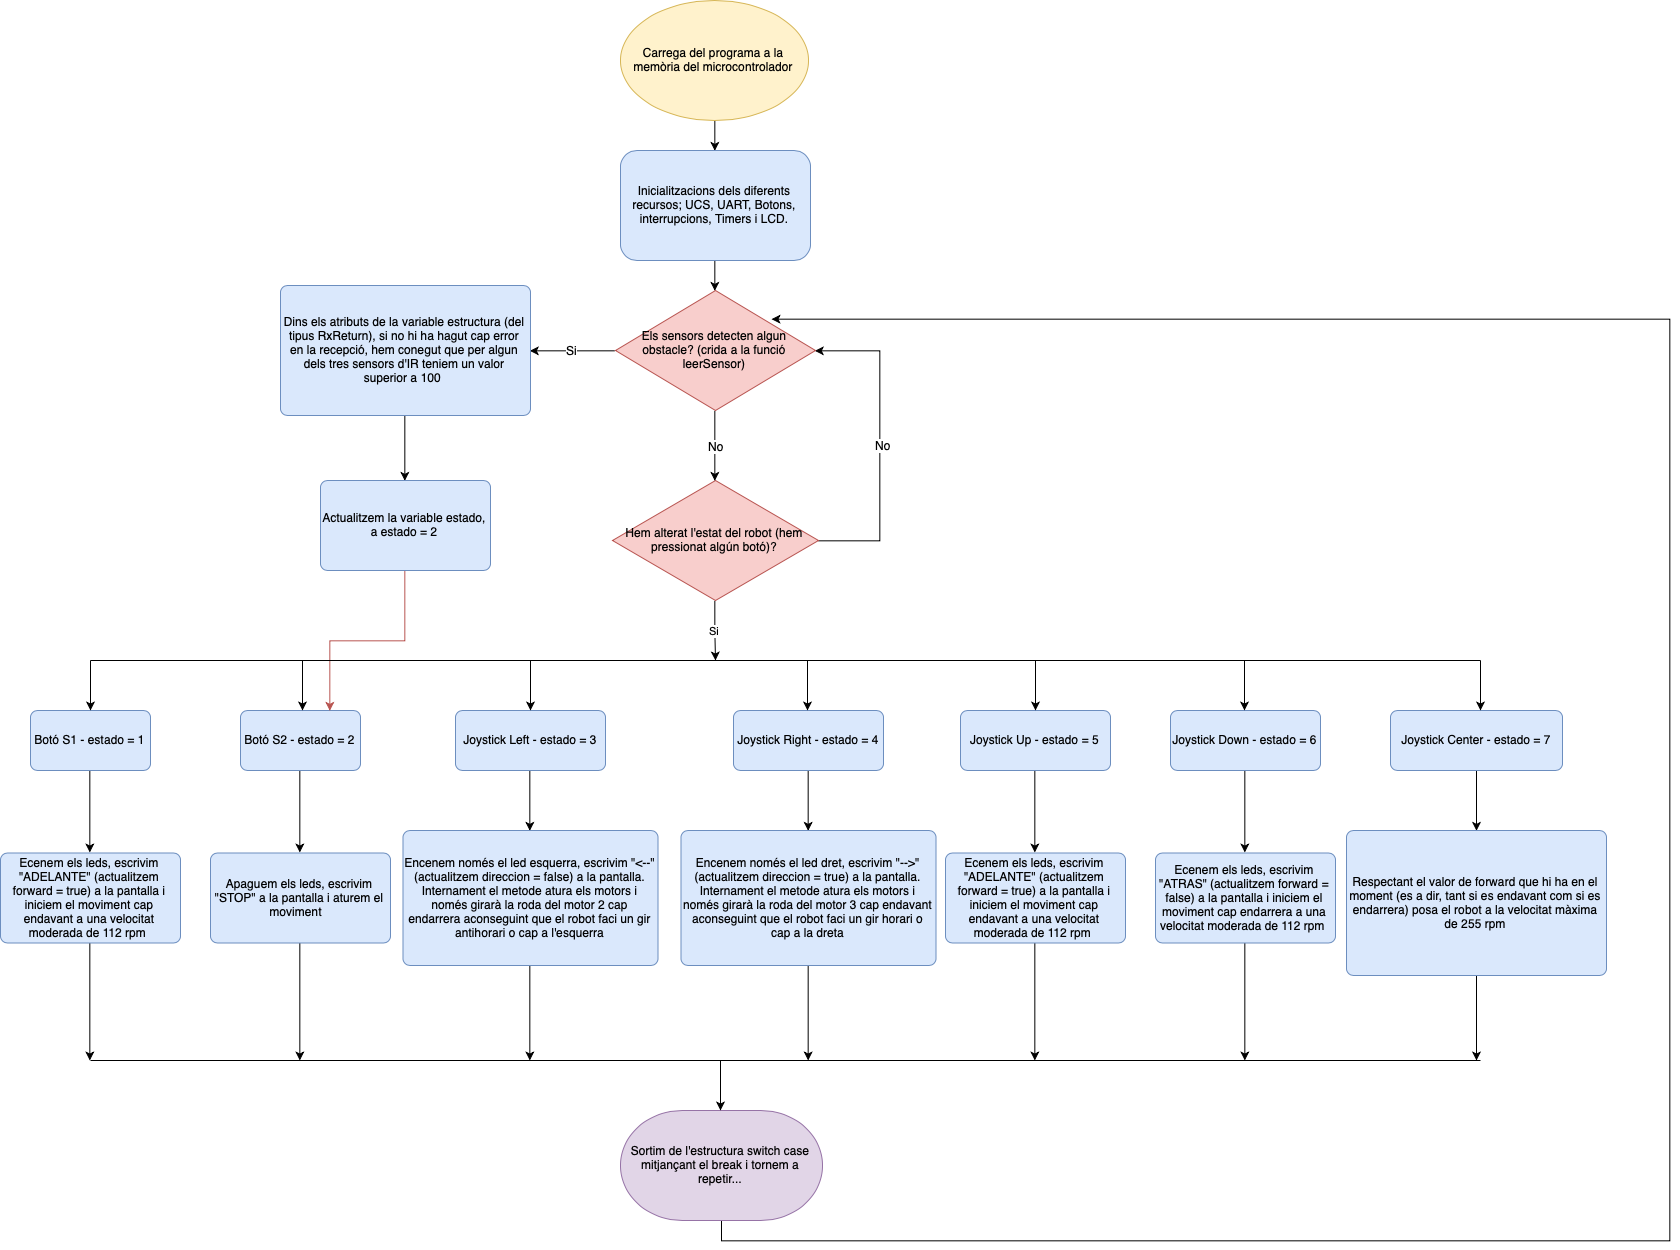 Carrega del programa a la
memòria del microcontrolador
Inicialitzacions dels diferents
recursos; UCS, UART, Botons,
interrupcions, Timers i LCD.
Dins els atributs de la variable estructura (del
tipus RxReturn), si no hi ha hagut cap error
en la recepció, hem conegut que per algun
dels tres sensors d'IR teniem un valor
superior a 100
Si
Els sensors detecten algun
obstacle? (crida a la funció
leerSensor)
No
No
Actualitzem la variable estado,
a estado = 2
Hem alterat l'estat del robot (hem
pressionat algún botó)?
Si
Botó S1 - estado = 1
Botó S2 - estado = 2
Joystick Left - estado = 3
Joystick Right - estado = 4
Joystick Up - estado = 5
Joystick Down - estado = 6
Joystick Center - estado = 7
Ecenem els leds, escrivim
"ADELANTE" (actualitzem
forward = true) a la pantalla i
iniciem el moviment cap
endavant a una velocitat
moderada de 112 rpm
Apaguem els leds, escrivim
"STOP" a la pantalla i aturem el
moviment
Encenem només el led esquerra, escrivim "<--"
(actualitzem direccion = false) a la pantalla.
Internament el metode atura els motors i
només girarà la roda del motor 2 cap
endarrera aconseguint que el robot faci un gir
antihorari o cap a l'esquerra
Encenem només el led dret, escrivim "-->"
(actualitzem direccion = true) a la pantalla.
Internament el metode atura els motors i
només girarà la roda del motor 3 cap endavant
aconseguint que el robot faci un gir horari o
cap a la dreta
Ecenem els leds, escrivim
"ADELANTE" (actualitzem
forward = true) a la pantalla i
iniciem el moviment cap
endavant a una velocitat
moderada de 112 rpm
Ecenem els leds, escrivim
"ATRAS" (actualitzem forward =
false) a la pantalla i iniciem el
moviment cap endarrera a una
velocitat moderada de 112 rpm
Respectant el valor de forward que hi ha en el
moment (es a dir, tant si es endavant com si es
endarrera) posa el robot a la velocitat màxima
de 255 rpm
Sortim de l'estructura switch case
mitjançant el break i tornem a
repetir...